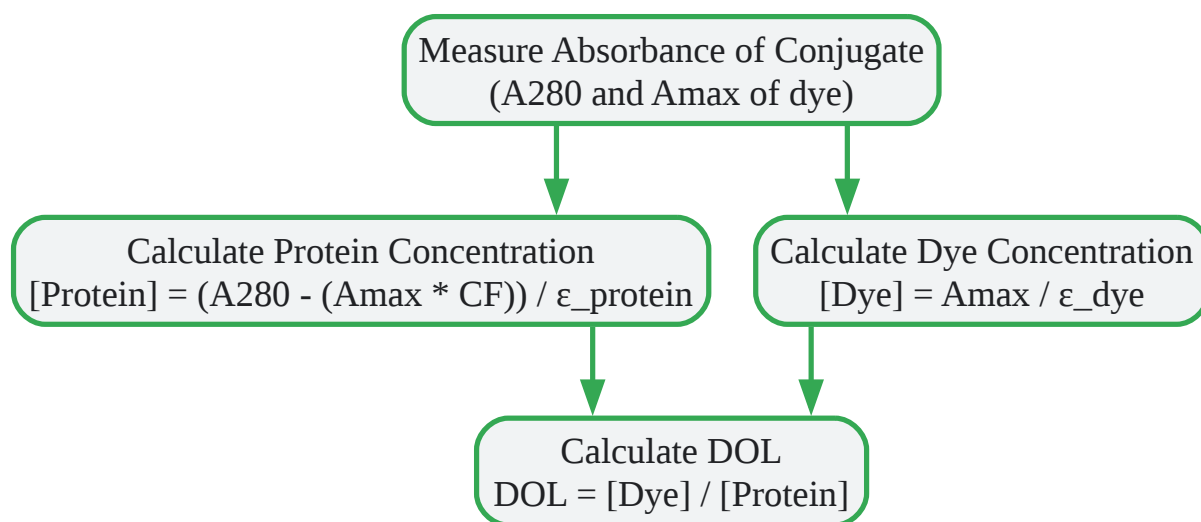 Measure Absorbance of Conjugate
(A280 and Amax of dye)
Calculate Protein Concentration
[Protein] = (A280 - (Amax * CF)) / ε_protein
Calculate Dye Concentration
[Dye] = Amax / ε_dye
Calculate DOL
DOL = [Dye] / [Protein]